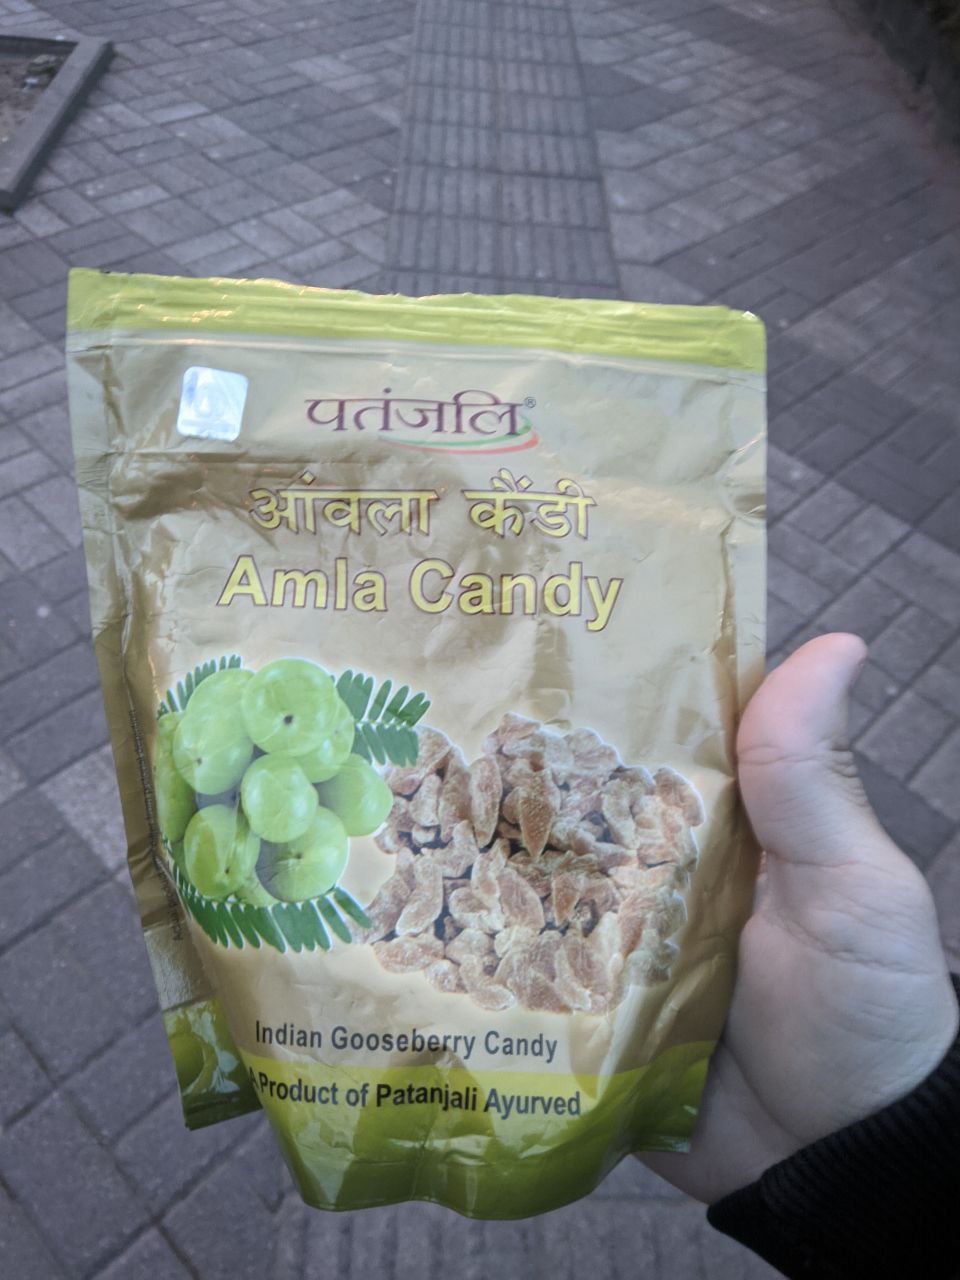 पतंजलि®
आंवला कैंडी
Amla Candy
Indian Gooseberry Candy
A Product of Patanjali Ayurved